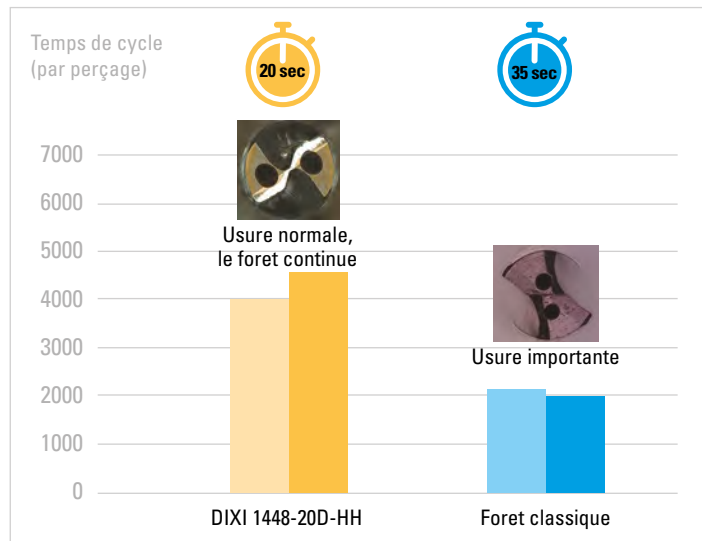 Temps de cycle
(par perçage)
20 sec
35 sec
7000
6000
5000
4000
3000
2000
1000
0
Usure normale,
le foret continue
Usure importante
DIXI 1448-20D-HH
Foret classique